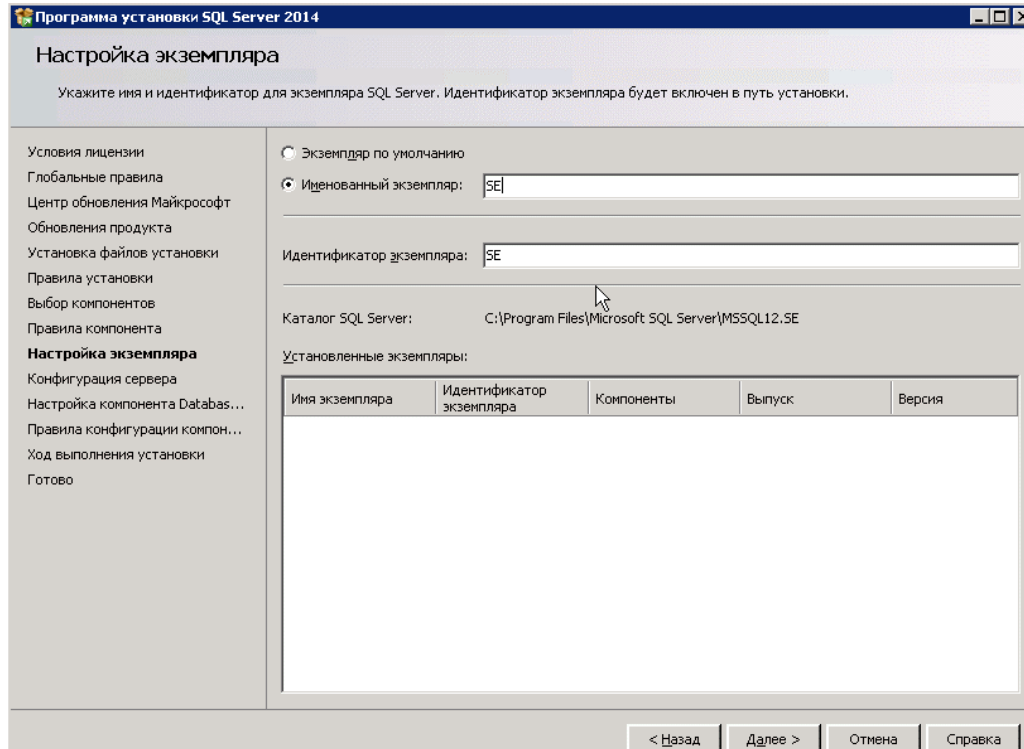 Программа установки SQL Server 2014
Настройка экземпляра
Укажите имя и идентификатор для экземпляра SQL Server. Идентификатор экземпляра будет включен в путь установки.
Условия лицензии
Глобальные правила
Центр обновления Майкрософт
Обновления продукта
Установка файлов установки
Правила установки
Выбор компонентов
Правила компонента
Настройка экземпляра
Конфигурация сервера
Настройка компонента Databas...
Правила конфигурации компон...
Ход выполнения установки
Готово
Экземпляр по умолчанию
Именованный экземпляр: SE
Идентификатор экземпляра: SE
Каталог SQL Server: C:\Program Files\Microsoft SQL Server\MSSQL12.SE
Установленные экземпляры:
Имя экземпляра
Идентификатор
экземпляра
Компоненты
Выпуск
Версия
< Назад
Далее >
Отмена
Справка